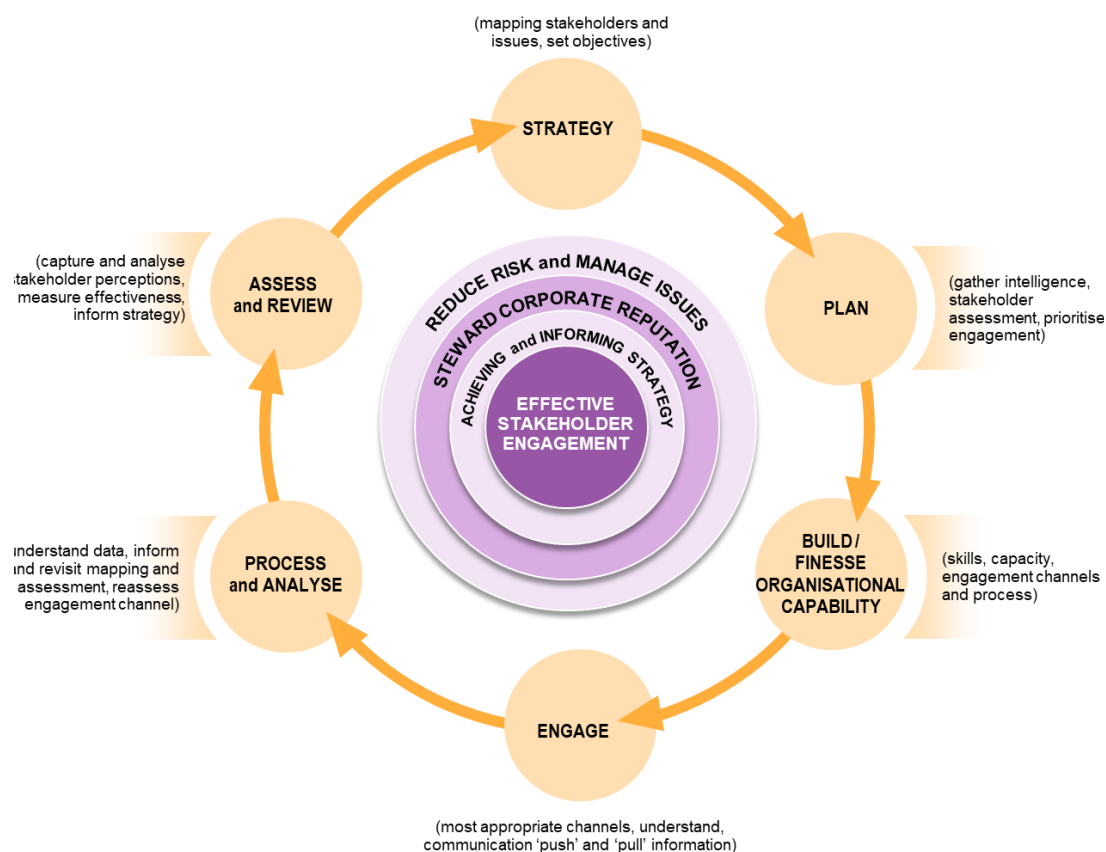 (mapping stakeholders and
issues, set objectives)
STRATEGY
(capture and analyse
stakeholder perceptions,
measure effectiveness,
inform strategy)
ASSESS
and REVIEW
REDUCE RISK and MANAGE ISSUES
STEWARD CORPORATE REPUTATION
ACHIEVING and INFORMING STRATEGY
EFFECTIVE
STAKEHOLDER
ENGAGEMENT
PLAN
(gather intelligence,
stakeholder
assessment, prioritise
engagement)
understand data, inform
and revisit mapping and
assessment, reassess
engagement channel)
PROCESS
and ANALYSE
BUILD /
FINESSE
ORGANISATIONAL
CAPABILITY
(skills, capacity,
engagement channels
and process)
ENGAGE
(most appropriate channels, understand,
communication ‘push’ and ‘pull’ information)